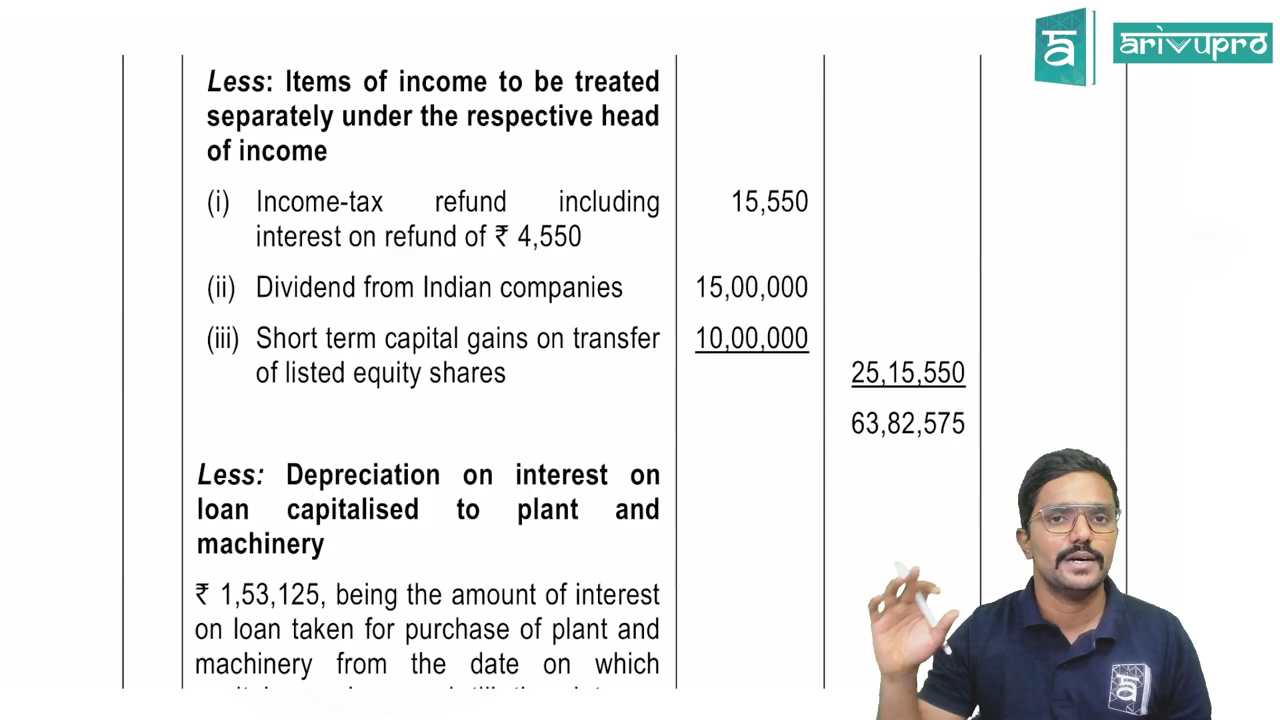 arivupro
Less: Items of income to be treated
separately under the respective head
of income
(i) Income-tax refund including 15,550
interest on refund of ₹ 4,550
(ii) Dividend from Indian companies 15,00,000
(iii) Short term capital gains on transfer 10,00,000
of listed equity shares 25,15,550
63,82,575
Less: Depreciation on interest on
loan capitalised to plant and
machinery
₹ 1,53,125, being the amount of interest
on loan taken for purchase of plant and
machinery from the date on which